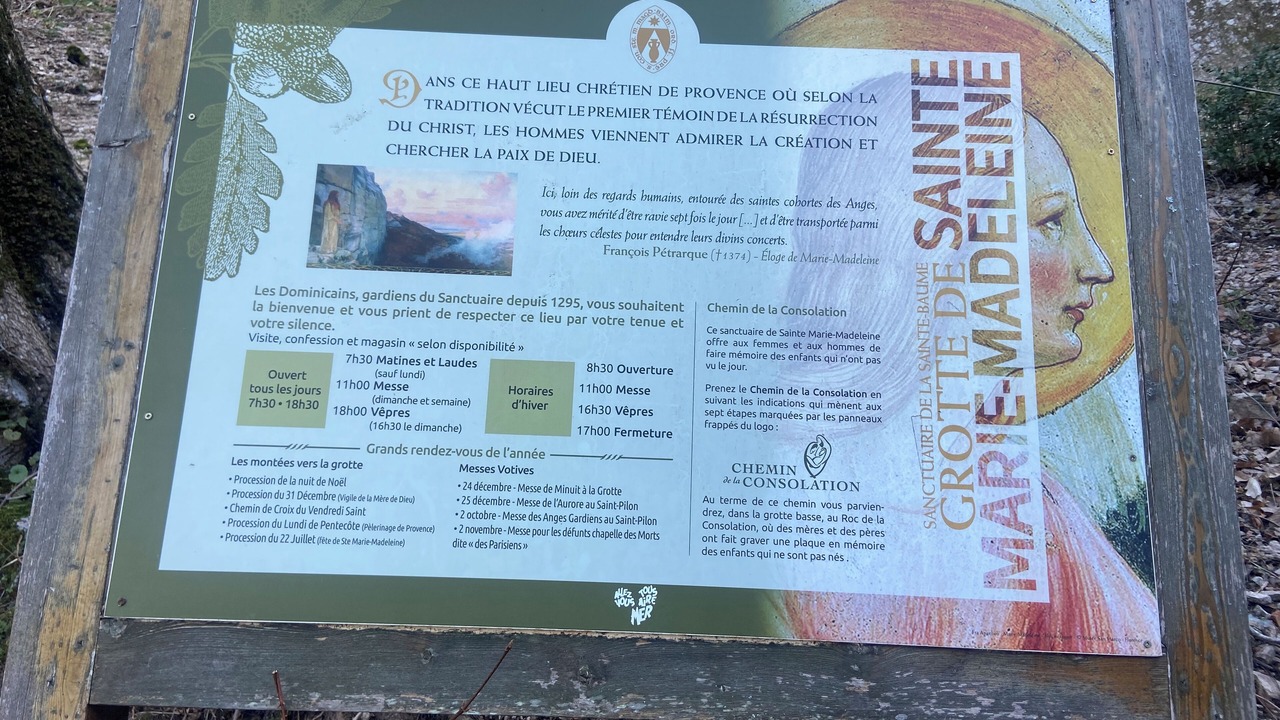 DANS CE HAUT LIEU CHRÉTIEN DE PROVENCE OÙ SELON LA
TRADITION VÉCUT LE PREMIER TÉMOIN DE LA RÉSURRECTION
DU CHRIST, LES HOMMES VIENNENT ADMIRER LA CRÉATION ET
CHERCHER LA PAIX DE DIEU.
Ici, loin des regards humains, entourée des saintes cohortes des Anges,
vous avez mérité d'être ravie sept fois le jour [...] et d'être transportée parmi
les chœurs célestes pour entendre leurs divins concerts.
François Pétrarque (†1374) - Éloge de Marie-Madeleine
Les Dominicains, gardiens du Sanctuaire depuis 1295, vous souhaitent
la bienvenue et vous prient de respecter ce lieu par votre tenue et
votre silence.
Visite, confession et magasin « selon disponibilité »
Ouvert
tous les jours
7h30 • 18h30
7h30 Matines et Laudes
(sauf lundi)
11h00 Messe
(dimanche et semaine)
18h00 Vêpres
(16h30 le dimanche)
Horaires
d'hiver
8h30 Ouverture
11h00 Messe
16h30 Vêpres
17h00 Fermeture
Grands rendez-vous de l'année
Les montées vers la grotte
• Procession de la nuit de Noël
• Procession du 31 Décembre (Vigile de la Mère de Dieu)
• Chemin de Croix du Vendredi Saint
• Procession du Lundi de Pentecôte (Pèlerinage de Provence)
• Procession du 22 Juillet (Fête de Ste Marie-Madeleine)
Messes Votives
• 24 décembre - Messe de Minuit à la Grotte
• 25 décembre - Messe de l'Aurore au Saint-Pilon
• 2 octobre - Messe des Anges Gardiens au Saint-Pilon
• 2 novembre - Messe pour les défunts chapelle des Morts
dite « des Parisiens »
Chemin de la Consolation
Ce sanctuaire de Sainte Marie-Madeleine
offre aux femmes et aux hommes de
faire mémoire des enfants qui n'ont pas
vu le jour.
Prenez le Chemin de la Consolation en
suivant les indications qui mènent aux
sept étapes marquées par les panneaux
frappés du logo :
CHEMIN
de la CONSOLATION
Au terme de ce chemin vous parvien-
drez, dans la grotte basse, au Roc de la
Consolation, où des mères et des pères
ont fait graver une plaque en mémoire
des enfants qui ne sont pas nés .
SANCTUAIRE DE LA SAINTE-BAUME
GROTTE DE SAINTE
MARIE-MADELEINE
ALLEZ TOUS
VOUS FAIRE
MER